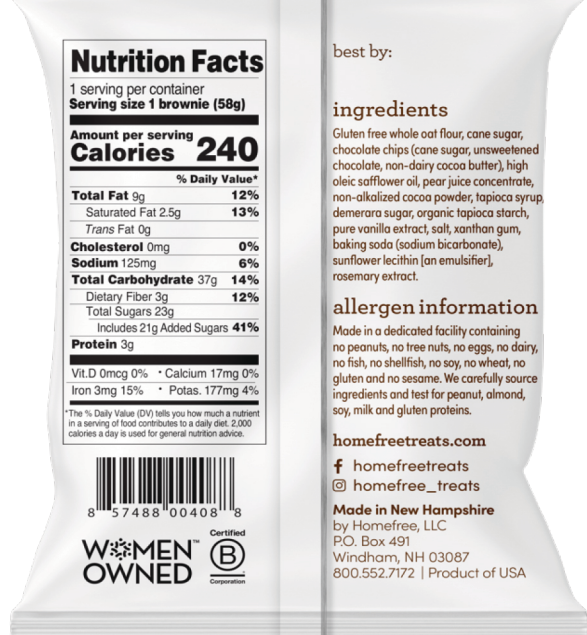 Nutrition Facts
1 serving per container
Serving size 1 brownie (58g)
Amount per serving
Calories 240
% Daily Value*
Total Fat 9g 12%
Saturated Fat 2.5g 13%
Trans Fat 0g
Cholesterol 0mg 0%
Sodium 125mg 6%
Total Carbohydrate 37g 14%
Dietary Fiber 3g 12%
Total Sugars 23g
Includes 21g Added Sugars 41%
Protein 3g
Vit.D 0mcg 0% • Calcium 17mg 0%
Iron 3mg 15% • Potas. 177mg 4%
*The % Daily Value (DV) tells you how much a nutrient
in a serving of food contributes to a daily diet. 2,000
calories a day is used for general nutrition advice.
8 57488 00408 8
WOMEN™
OWNED
Certified
B
Corporation
best by:
ingredients
Gluten free whole oat flour, cane sugar,
chocolate chips (cane sugar, unsweetened
chocolate, non-dairy cocoa butter), high
oleic safflower oil, pear juice concentrate,
non-alkalized cocoa powder, tapioca syrup,
demerara sugar, organic tapioca starch,
pure vanilla extract, salt, xanthan gum,
baking soda (sodium bicarbonate),
sunflower lecithin [an emulsifier],
rosemary extract.
allergen information
Made in a dedicated facility containing
no peanuts, no tree nuts, no eggs, no dairy,
no fish, no shellfish, no soy, no wheat, no
gluten and no sesame. We carefully source
ingredients and test for peanut, almond,
soy, milk and gluten proteins.
homefreetreats.com
homefreetreats
homefree_treats
Made in New Hampshire
by Homefree, LLC
P.O. Box 491
Windham, NH 03087
800.552.7172 | Product of USA